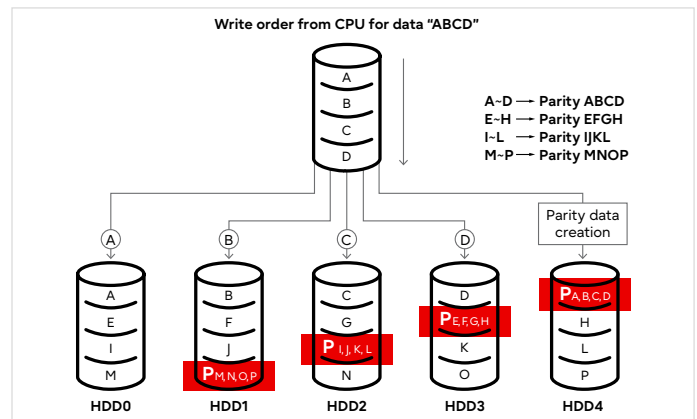 Write order from CPU for data “ABCD”
A
B
C
D
A~D → Parity ABCD
E~H → Parity EFGH
I~L → Parity IJKL
M~P → Parity MNOP
A
B
C
D
Parity data
creation
A
E
I
M
HDD0
B
F
J
PM,N,O,P
HDD1
C
G
P I, J, K, L
N
HDD2
D
PE,F,G,H
K
O
HDD3
PA,B,C,D
H
L
P
HDD4